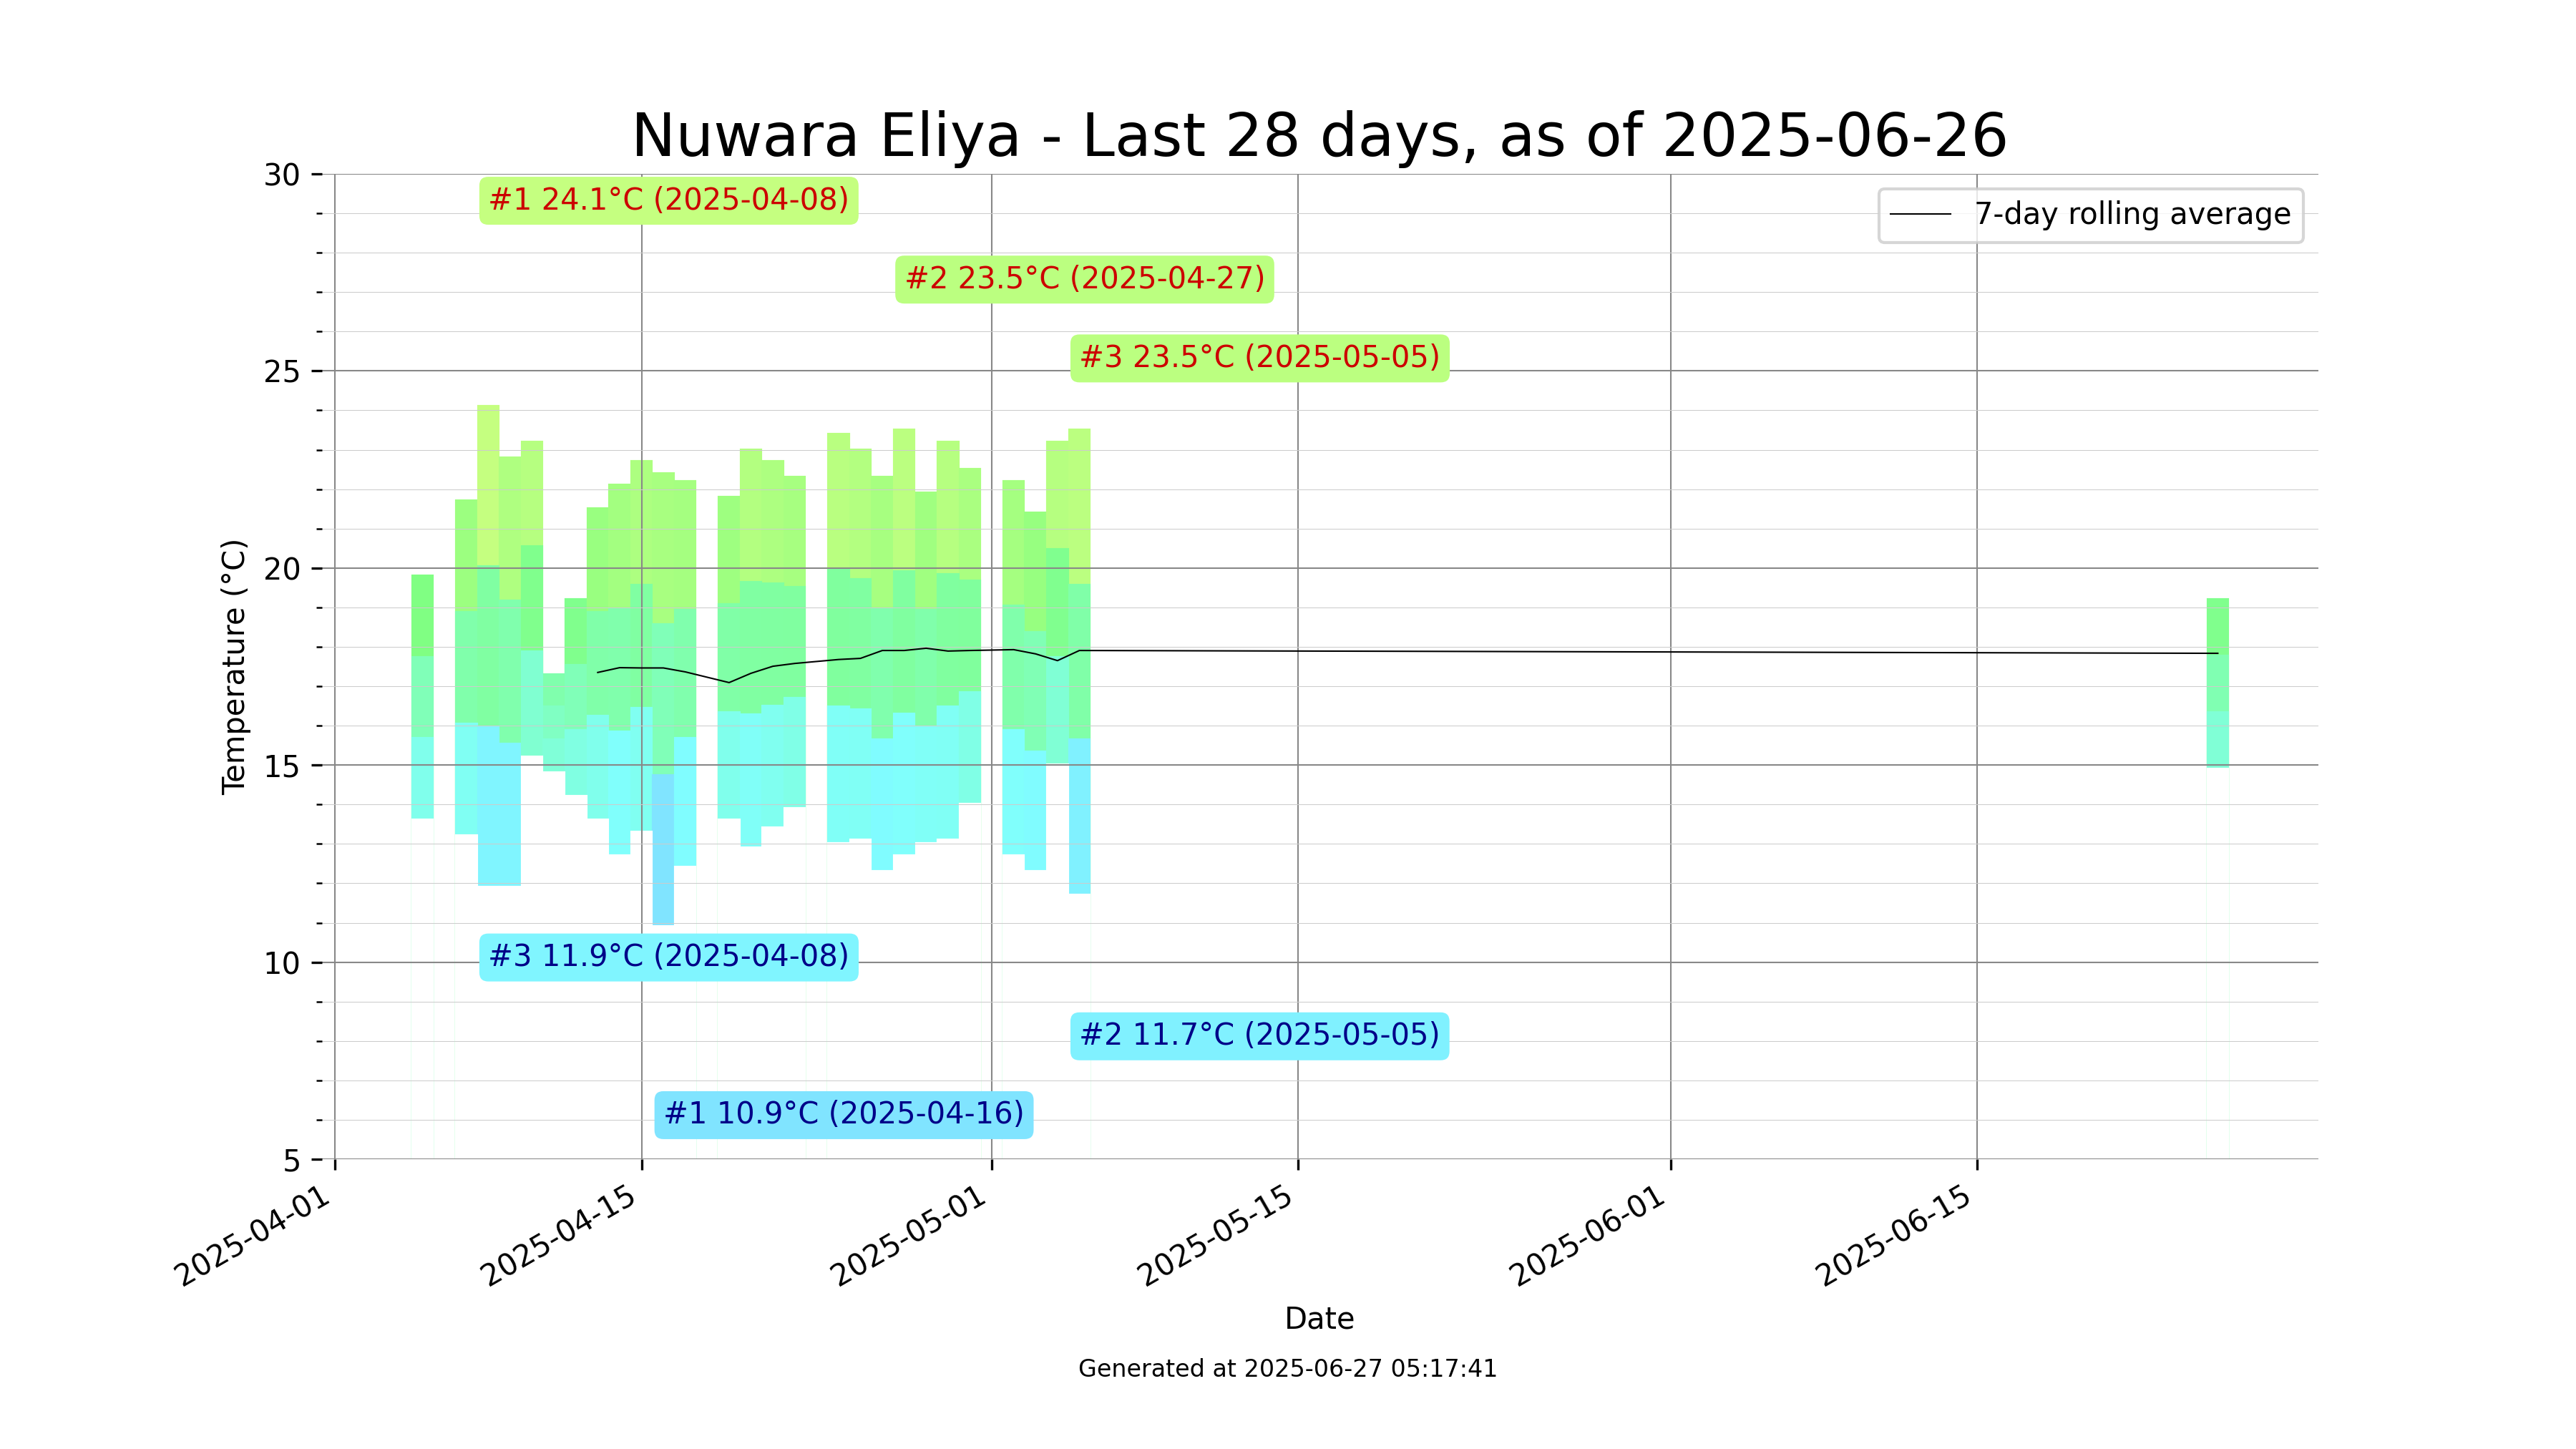 Nuwara Eliya - Last 28 days, as of 2025-06-26
7-day rolling average
#1 24.1°C (2025-04-08)
#2 23.5°C (2025-04-27)
#3 23.5°C (2025-05-05)
#3 11.9°C (2025-04-08)
#2 11.7°C (2025-05-05)
#1 10.9°C (2025-04-16)
Temperature (°C)
30
25
20
15
10
5
2025-04-01
2025-04-15
2025-05-01
2025-05-15
2025-06-01
2025-06-15
Date
Generated at 2025-06-27 05:17:41